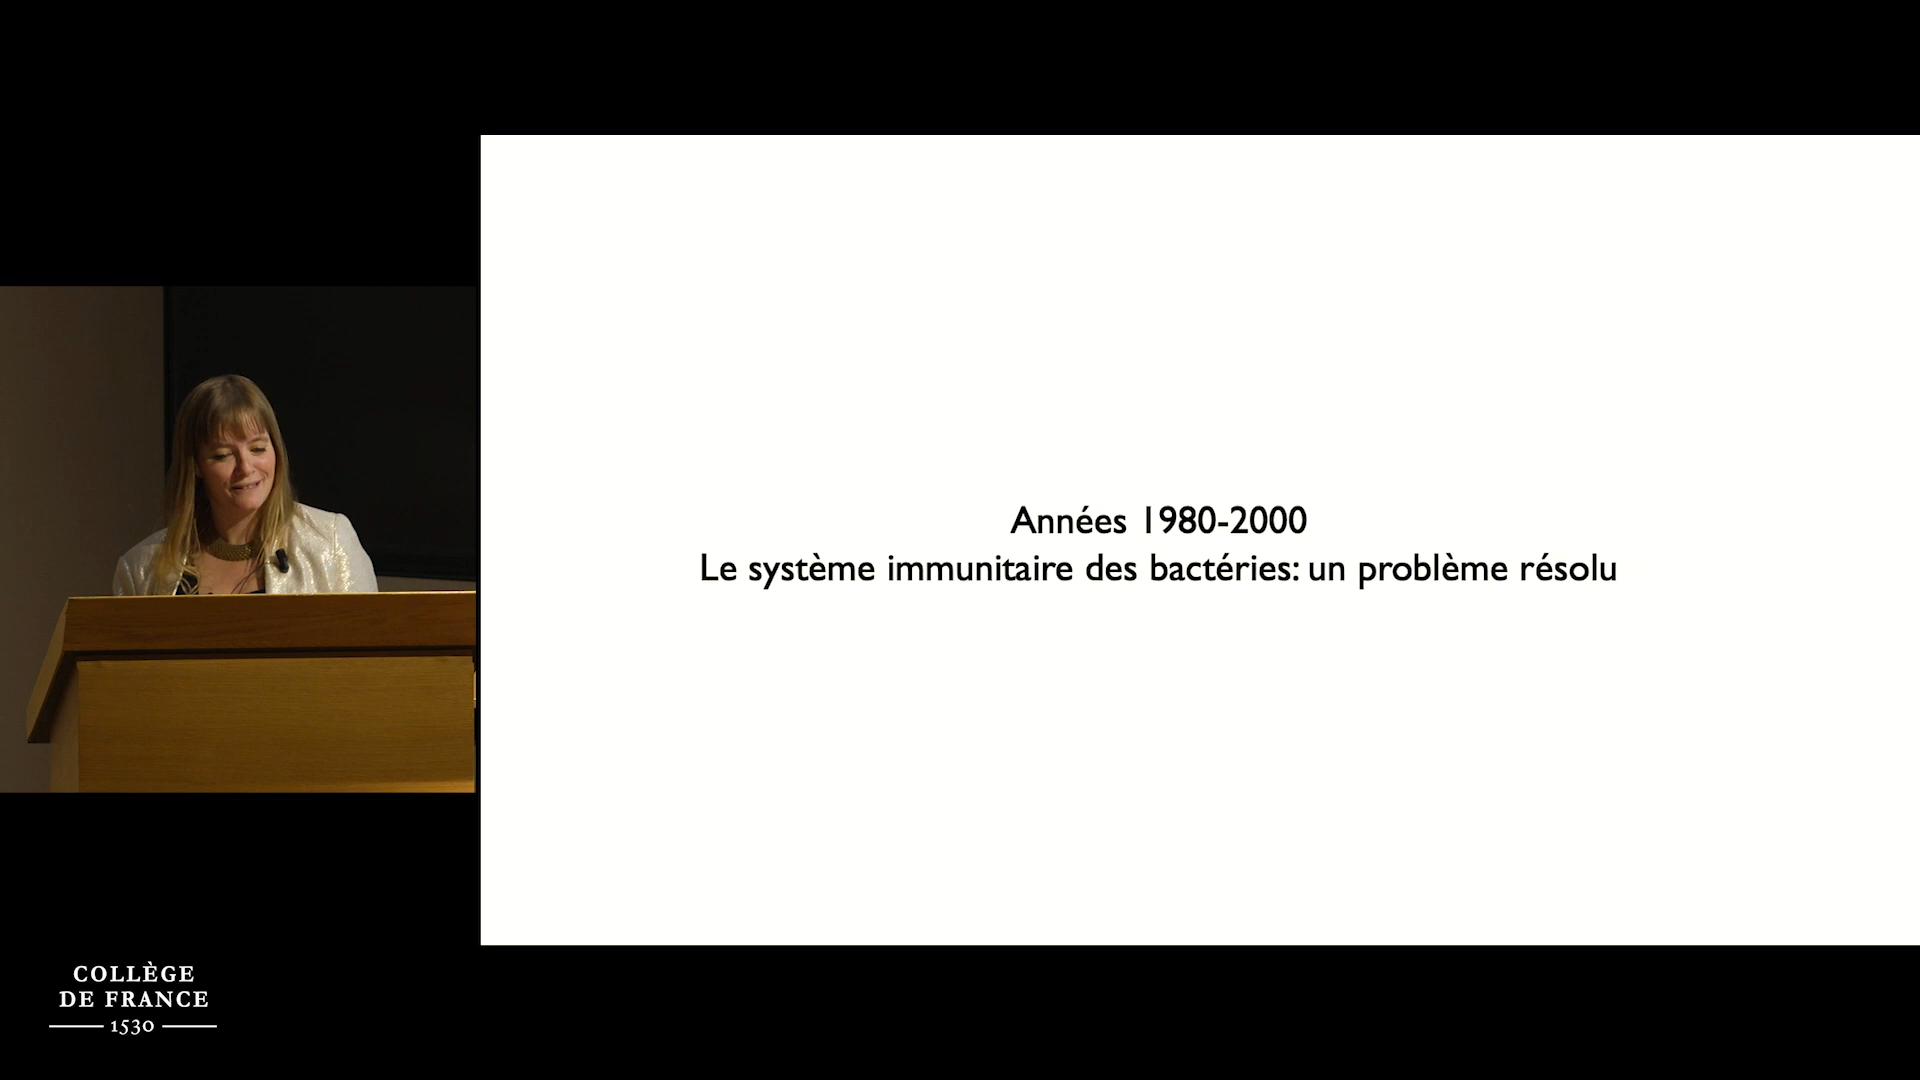 Années 1980-2000
Le système immunitaire des bactéries: un problème résolu
COLLÈGE
DE FRANCE
1530